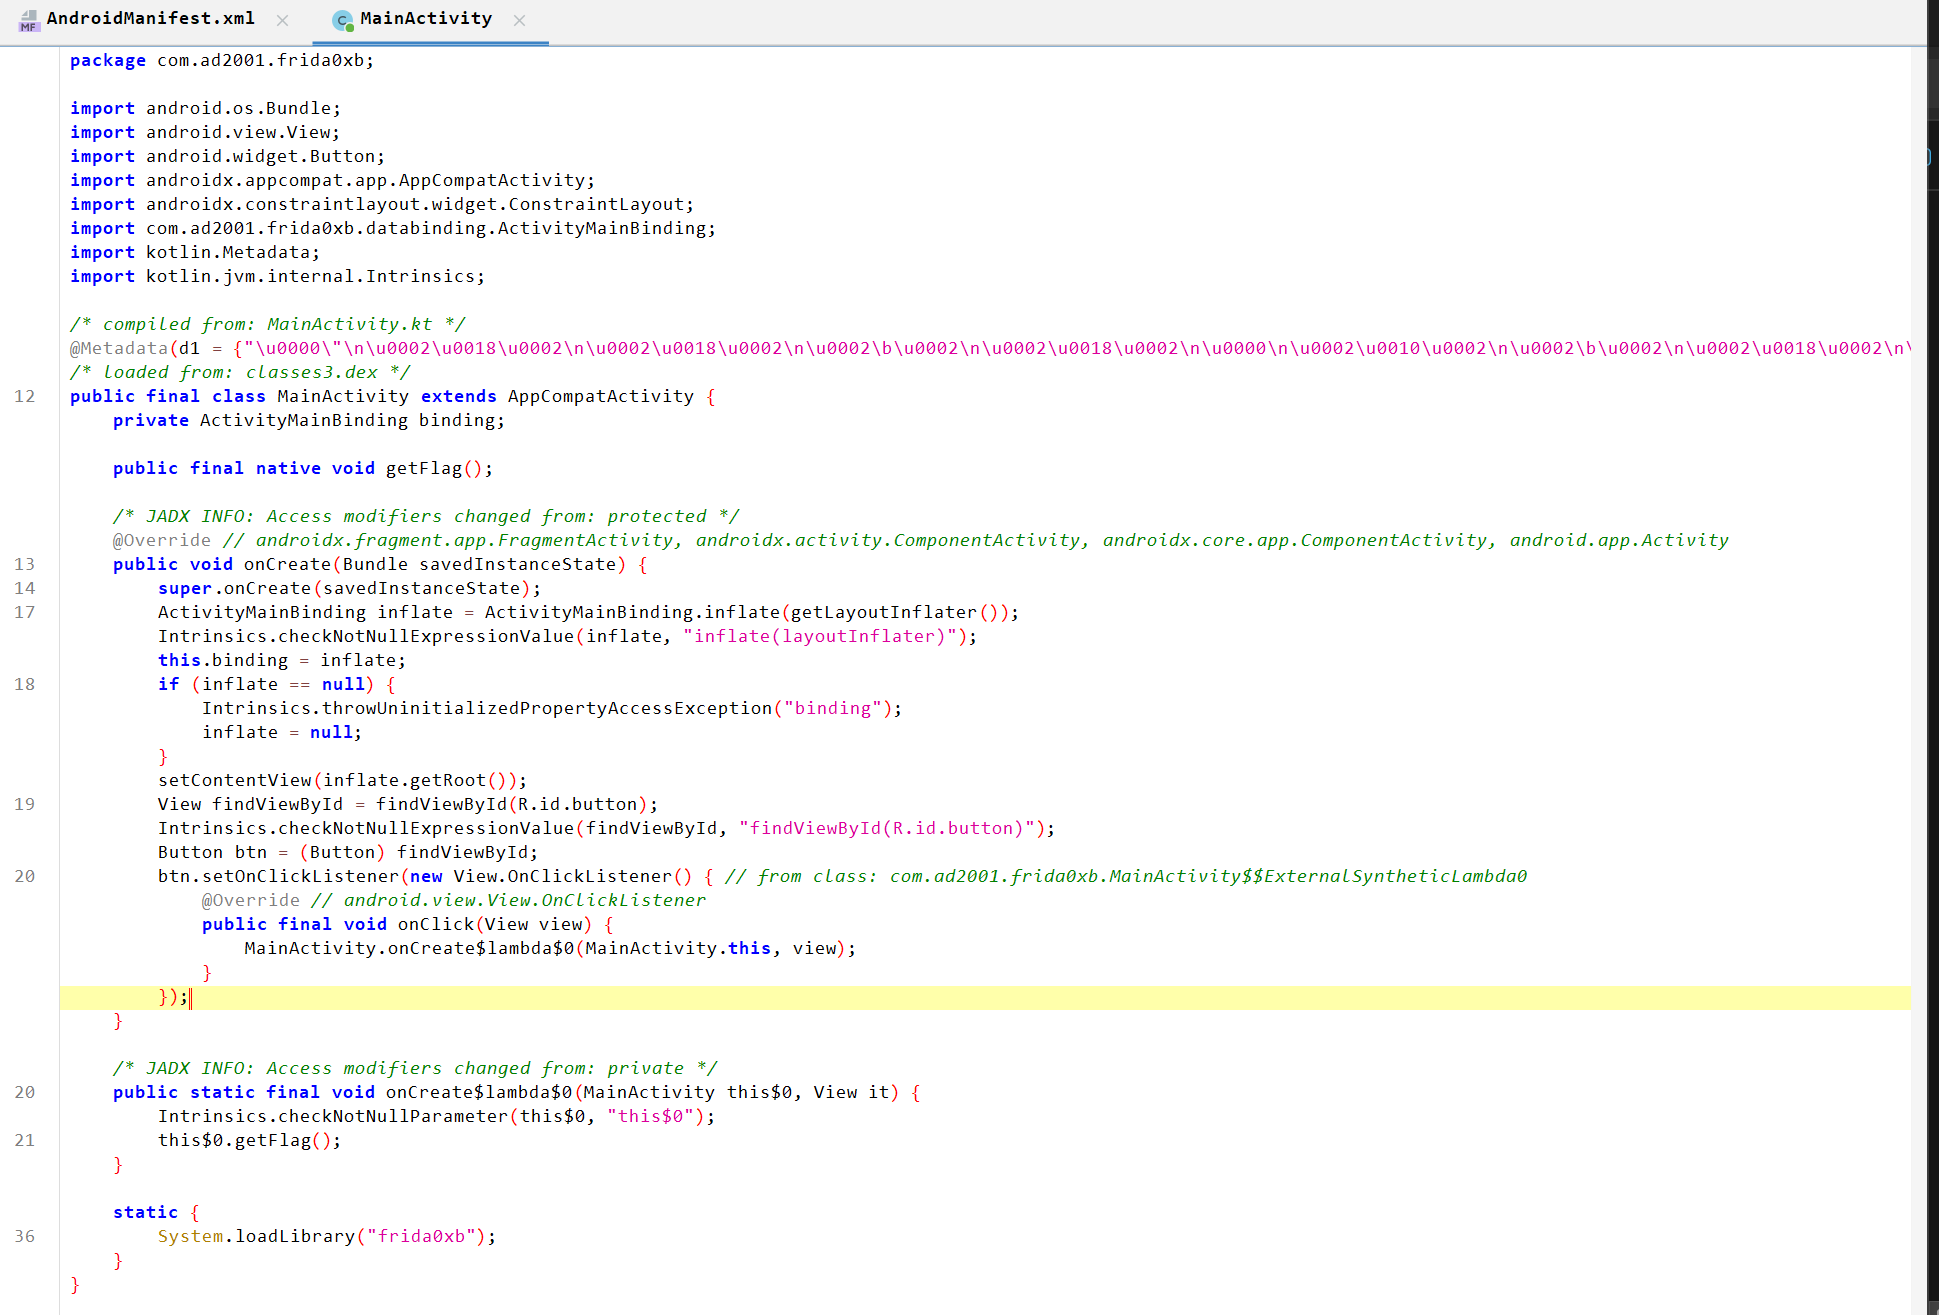 AndroidManifest.xml × MainActivity ×
package com.ad2001.frida0xb;
import android.os.Bundle;
import android.view.View;
import android.widget.Button;
import androidx.appcompat.app.AppCompatActivity;
import androidx.constraintlayout.widget.ConstraintLayout;
import com.ad2001.frida0xb.databinding.ActivityMainBinding;
import kotlin.Metadata;
import kotlin.jvm.internal.Intrinsics;
/* compiled from: MainActivity.kt */
@Metadata(d1 = {"\u0000\"\n\u0002\u0018\u0002\n\u0002\u0018\u0002\n\u0002\b\u0002\n\u0002\u0018\u0002\n\u0000\n\u0002\u0010\u0002\n\u0002\b\u0002\n\u0002\u0018\u0002\n\
/* loaded from: classes3.dex */
12 public final class MainActivity extends AppCompatActivity {
private ActivityMainBinding binding;
public final native void getFlag();
/* JADX INFO: Access modifiers changed from: protected */
@Override // androidx.fragment.app.FragmentActivity, androidx.activity.ComponentActivity, androidx.core.app.ComponentActivity, android.app.Activity
13 public void onCreate(Bundle savedInstanceState) {
14 super.onCreate(savedInstanceState);
17 ActivityMainBinding inflate = ActivityMainBinding.inflate(getLayoutInflater());
Intrinsics.checkNotNullExpressionValue(inflate, "inflate(layoutInflater)");
this.binding = inflate;
18 if (inflate == null) {
Intrinsics.throwUninitializedPropertyAccessException("binding");
inflate = null;
}
setContentView(inflate.getRoot());
19 View findViewById = findViewById(R.id.button);
Intrinsics.checkNotNullExpressionValue(findViewById, "findViewById(R.id.button)");
Button btn = (Button) findViewById;
20 btn.setOnClickListener(new View.OnClickListener() { // from class: com.ad2001.frida0xb.MainActivity$$ExternalSyntheticLambda0
@Override // android.view.View.OnClickListener
public final void onClick(View view) {
MainActivity.onCreate$lambda$0(MainActivity.this, view);
}
});
}
/* JADX INFO: Access modifiers changed from: private */
20 public static final void onCreate$lambda$0(MainActivity this$0, View it) {
Intrinsics.checkNotNullParameter(this$0, "this$0");
21 this$0.getFlag();
}
static {
36 System.loadLibrary("frida0xb");
}
}